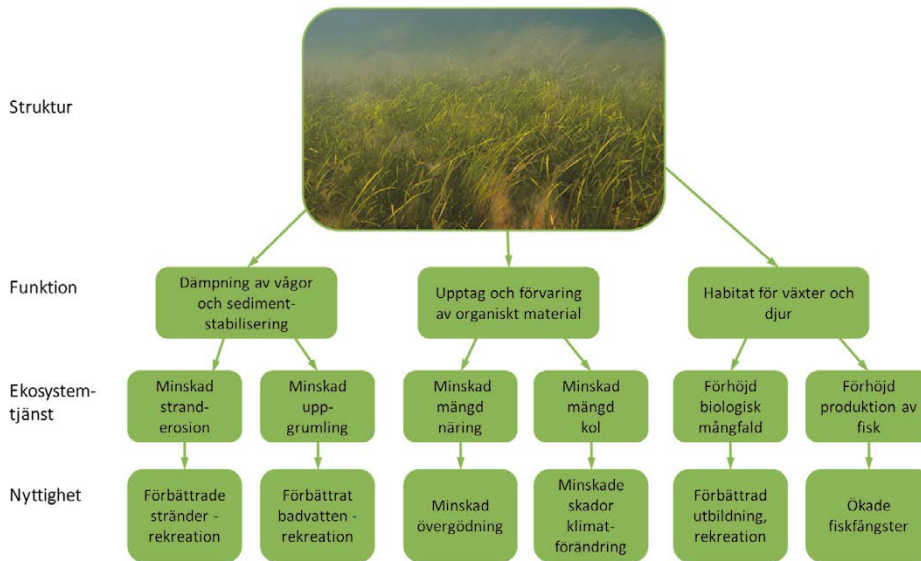 Struktur
Funktion
Dämpning av vågor
och sediment-
stabilisering
Upptag och förvaring
av organiskt material
Habitat för växter och
djur
Ekosystem-
tjänst
Minskad
strand-
erosion
Minskad
upp-
grumling
Minskad
mängd
näring
Minskad
mängd
kol
Förhöjd
biologisk
mångfald
Förhöjd
produktion av
fisk
Nyttighet
Förbättrade
stränder -
rekreation
Förbättrat
badvatten -
rekreation
Minskad
övergödning
Minskade
skador
klimat-
förändring
Förbättrad
utbildning,
rekreation
Ökade
fiskfångster